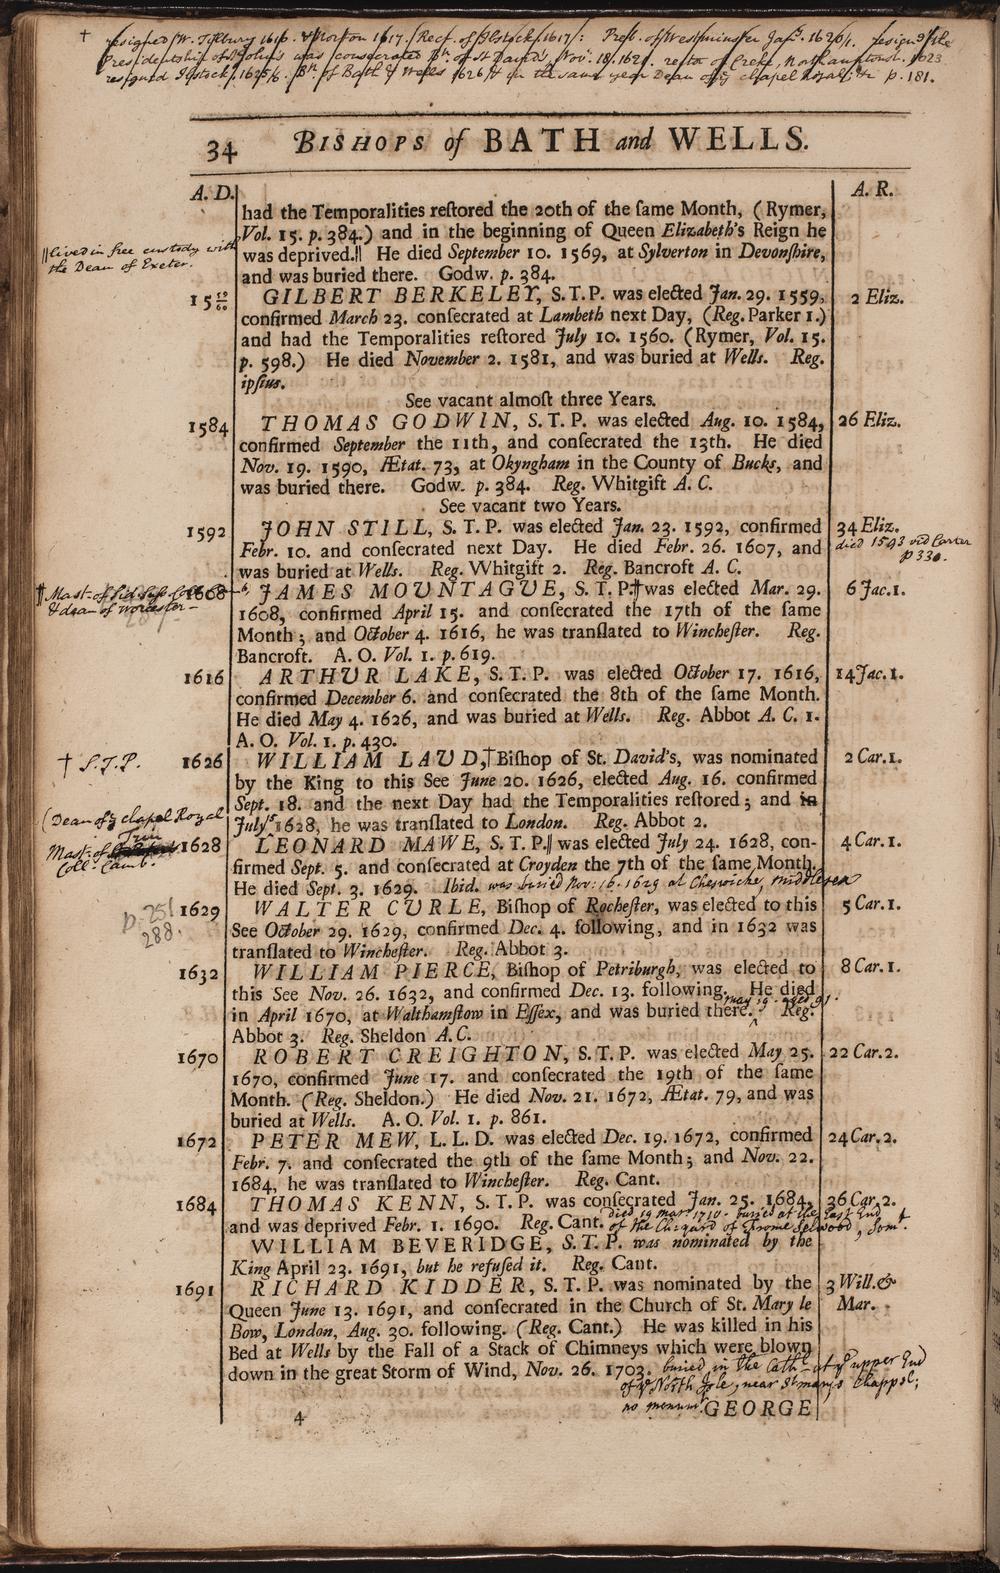 † resigned W. Tilbury 1616. & Norton 1617. Rect. of Ibstock 1617/: Preb. of Westminster Jan. 1620/1. resign'd the
Presidentship of St John's was consecrated Bp. of St Davids, Nov. 18. 1621. rector of Creke, Northamptonsh. 1623
resigned Ibstock, 1625/6. Bp. of Bath & Wells 1626 & in the same year Dean of ye chapel Royal p. 181.
34 BISHOPS of BATH and WELLS.
A. D. A. R.
had the Temporalities reſtored the 20th of the ſame Month, (Rymer,
Vol. 15. p. 384.) and in the beginning of Queen Elizabeth's Reign he
|| lived in free custody with
was deprived.|| He died September 10. 1569, at Sylverton in Devonſhire,
the Dean of Exeter.
and was buried there. Godw. p. 384.
15 59/60 GILBERT BERKELEY, S. T. P. was elected Jan. 29. 1559, 2 Eliz.
confirmed March 23. conſecrated at Lambeth next Day, (Reg. Parker 1.)
and had the Temporalities reſtored July 10. 1560. (Rymer, Vol. 15.
p. 598.) He died November 2. 1581, and was buried at Wells. Reg.
ipſius.
See vacant almoſt three Years.
1584 THOMAS GODWIN, S. T. P. was elected Aug. 10. 1584, 26 Eliz.
confirmed September the 11th, and conſecrated the 13th. He died
Nov. 19. 1590, Ætat. 73, at Okyngham in the County of Bucks, and
was buried there. Godw. p. 384. Reg. Whitgift A. C.
See vacant two Years.
1592 JOHN STILL, S. T. P. was elected Jan. 23. 1592, confirmed 34 Eliz.
died 1593 vid Carter
Febr. 10. and conſecrated next Day. He died Febr. 26. 1607, and
p 330.
was buried at Wells. Reg. Whitgift 2. Reg. Bancroft A. C.
‡ Mast. of Sid. Suss. Coll.
1608 JAMES MOUNTAGUE, S. T. P.‡ was elected Mar. 29. 6 Jac. 1.
& dean of worcester
1608, confirmed April 15. and conſecrated the 17th of the ſame
Month; and October 4. 1616, he was tranſlated to Wincheſter. Reg.
Bancroft. A. O. Vol. 1. p. 619.
1616 ARTHUR LAKE, S. T. P. was elected October 17. 1616, 14 Jac. 1.
confirmed December 6. and conſecrated the 8th of the ſame Month.
He died May 4. 1626, and was buried at Wells. Reg. Abbot A. C. 1.
A. O. Vol. 1. p. 430.
† S.T.P. 1626 WILLIAM LAUD,† Biſhop of St. David's, was nominated 2 Car. 1.
by the King to this See June 20. 1626, elected Aug. 16. confirmed
Sept. 18. and the next Day had the Temporalities reſtored; and in
(Dean of ye chapel Royal
July 1628, he was tranſlated to London. Reg. Abbot 2.
Trin
Mast. of
1628 LEONARD MAWE, S. T. P.|| was elected July 24. 1628, con- 4 Car. 1.
Coll. Camb.
firmed Sept. 5. and conſecrated at Croyden the 7th of the ſame Month.
He died Sept. 3. 1629. Ibid. was buried Nov: 16. 1629 at Cheswicke, middlesex
p. 251
288.
1629 WALTER CURLE, Biſhop of Rocheſter, was elected to this 5 Car. 1.
See October 29. 1629, confirmed Dec. 4. following, and in 1632 was
tranſlated to Wincheſter. Reg. Abbot 3.
1632 WILLIAM PIERCE, Biſhop of Petriburgh, was elected to 8 Car. 1.
this See Nov. 26. 1632, and confirmed Dec. 13. following. He died
may 19. aged 91.
in April 1670, at Walthamſtow in Eſſex, and was buried there. Reg.
Abbot 3. Reg. Sheldon A. C.
1670 ROBERT CREIGHTON, S. T. P. was elected May 25. 22 Car. 2.
1670, confirmed June 17. and conſecrated the 19th of the ſame
Month. (Reg. Sheldon.) He died Nov. 21. 1672, Ætat. 79, and was
buried at Wells. A. O. Vol. 1. p. 861.
1672 PETER MEW, L. L. D. was elected Dec. 19. 1672, confirmed 24 Car. 2.
Febr. 7. and conſecrated the 9th of the ſame Month; and Nov. 22.
1684, he was tranſlated to Wincheſter. Reg. Cant.
1684 THOMAS KENN, S. T. P. was conſecrated Jan. 25. 1684, 36 Car. 2.
died 19 mar. 1710. buried at the East End
and was deprived Febr. 1. 1690. Reg. Cant. of the Ch:yard of Frome Selwood, Somt.
WILLIAM BEVERIDGE, S. T. P. was nominated by the
King April 23. 1691, but he refuſed it. Reg. Cant.
1691 RICHARD KIDDER, S. T. P. was nominated by the 3 Will. &
Queen June 13. 1691, and conſecrated in the Church of St. Mary le Mar.
Bow, London, Aug. 30. following. (Reg. Cant.) He was killed in his
Bed at Wells by the Fall of a Stack of Chimneys which were blown
down in the great Storm of Wind, Nov. 26. 1703. buried in the Cath. at ye upper End
of ye North Isle, near St mary's Chappel;
no monumt.
4 GEORGE